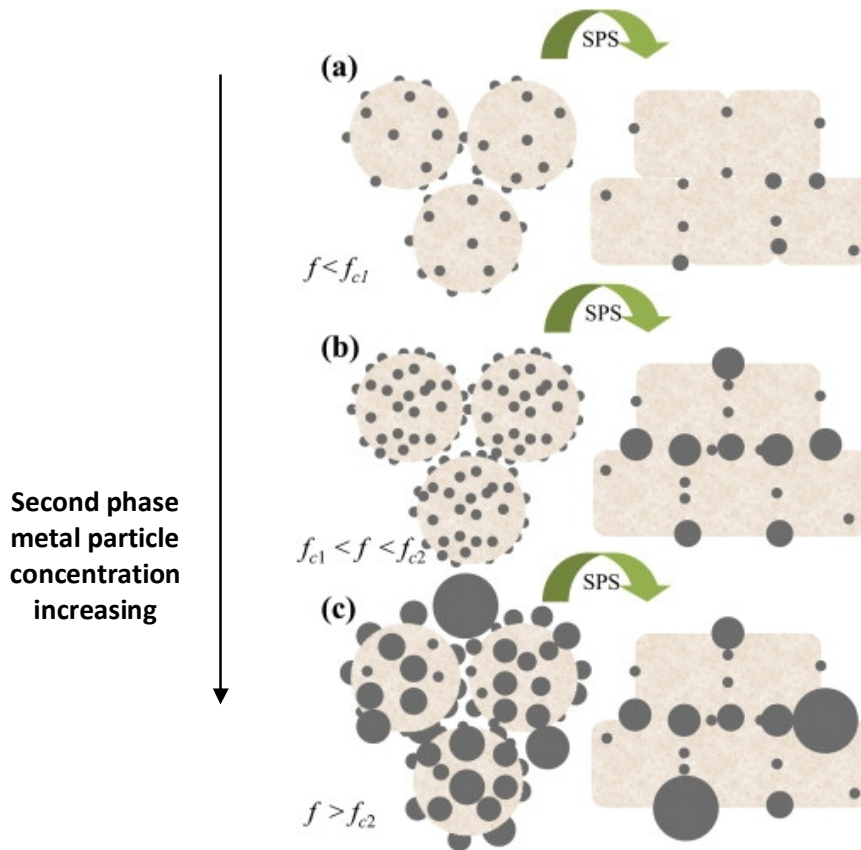 SPS
(a)
f < fc1
SPS
(b)
Second phase
metal particle
concentration
increasing
fc1 < f < fc2
SPS
(c)
f > fc2